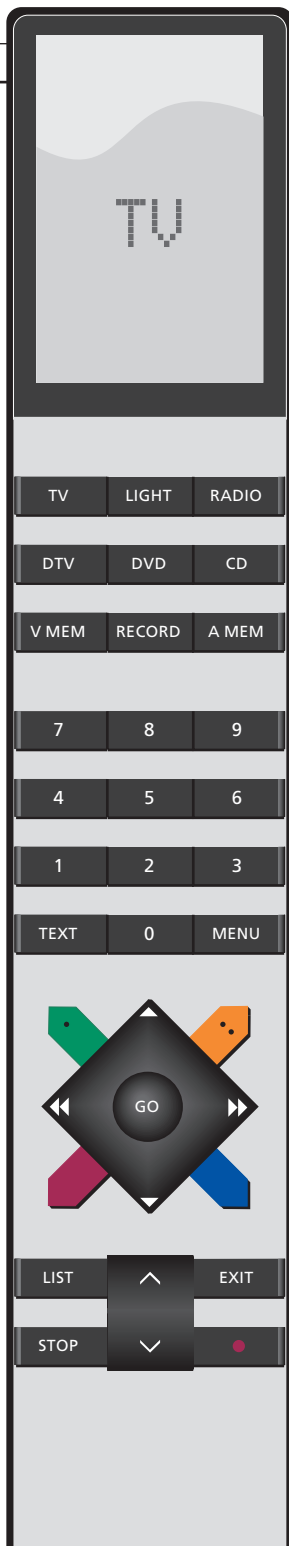 TV
TV LIGHT RADIO
DTV DVD CD
V MEM RECORD A MEM
7 8 9
4 5 6
1 2 3
TEXT 0 MENU
GO
LIST EXIT
STOP